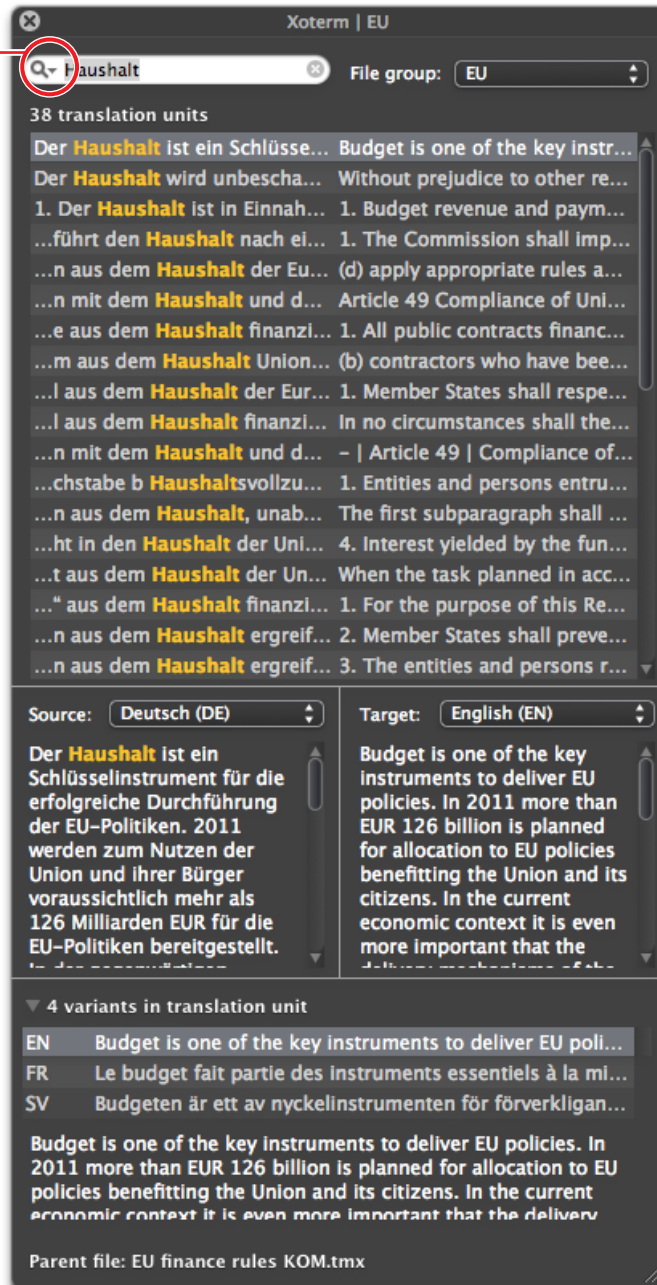 Xoterm | EU
Haushalt File group: EU
38 translation units
Der Haushalt ist ein Schlüsse... Budget is one of the key instr...
Der Haushalt wird unbescha... Without prejudice to other re...
1. Der Haushalt ist in Einnah... 1. Budget revenue and paym...
...führt den Haushalt nach ei... 1. The Commission shall imp...
...n aus dem Haushalt der Eu... (d) apply appropriate rules a...
...n mit dem Haushalt und d... Article 49 Compliance of Uni...
...e aus dem Haushalt finanzi... 1. All public contracts financ...
...m aus dem Haushalt Union... (b) contractors who have bee...
...l aus dem Haushalt der Eur... 1. Member States shall respe...
...l aus dem Haushalt finanzi... In no circumstances shall the...
...n mit dem Haushalt und d... – | Article 49 | Compliance of...
...chstabe b Haushaltsvollzu... 1. Entities and persons entru...
...n aus dem Haushalt, unab... The first subparagraph shall ...
...ht in den Haushalt der Uni... 4. Interest yielded by the fun...
...t aus dem Haushalt der Un... When the task planned in acc...
...“ aus dem Haushalt finanzi... 1. For the purpose of this Re...
...n aus dem Haushalt ergreif... 2. Member States shall preve...
...n aus dem Haushalt ergreif... 3. The entities and persons r...
Source: Deutsch (DE)
Der Haushalt ist ein
Schlüsselinstrument für die
erfolgreiche Durchführung
der EU-Politiken. 2011
werden zum Nutzen der
Union und ihrer Bürger
voraussichtlich mehr als
126 Milliarden EUR für die
EU-Politiken bereitgestellt.
Target: English (EN)
Budget is one of the key
instruments to deliver EU
policies. In 2011 more than
EUR 126 billion is planned
for allocation to EU policies
benefitting the Union and its
citizens. In the current
economic context it is even
more important that the
4 variants in translation unit
EN Budget is one of the key instruments to deliver EU poli...
FR Le budget fait partie des instruments essentiels à la mi...
SV Budgeten är ett av nyckelinstrumenten för förverkligan...
Budget is one of the key instruments to deliver EU policies. In
2011 more than EUR 126 billion is planned for allocation to EU
policies benefitting the Union and its citizens. In the current
economic context it is even more important that the delivery
Parent file: EU finance rules KOM.tmx